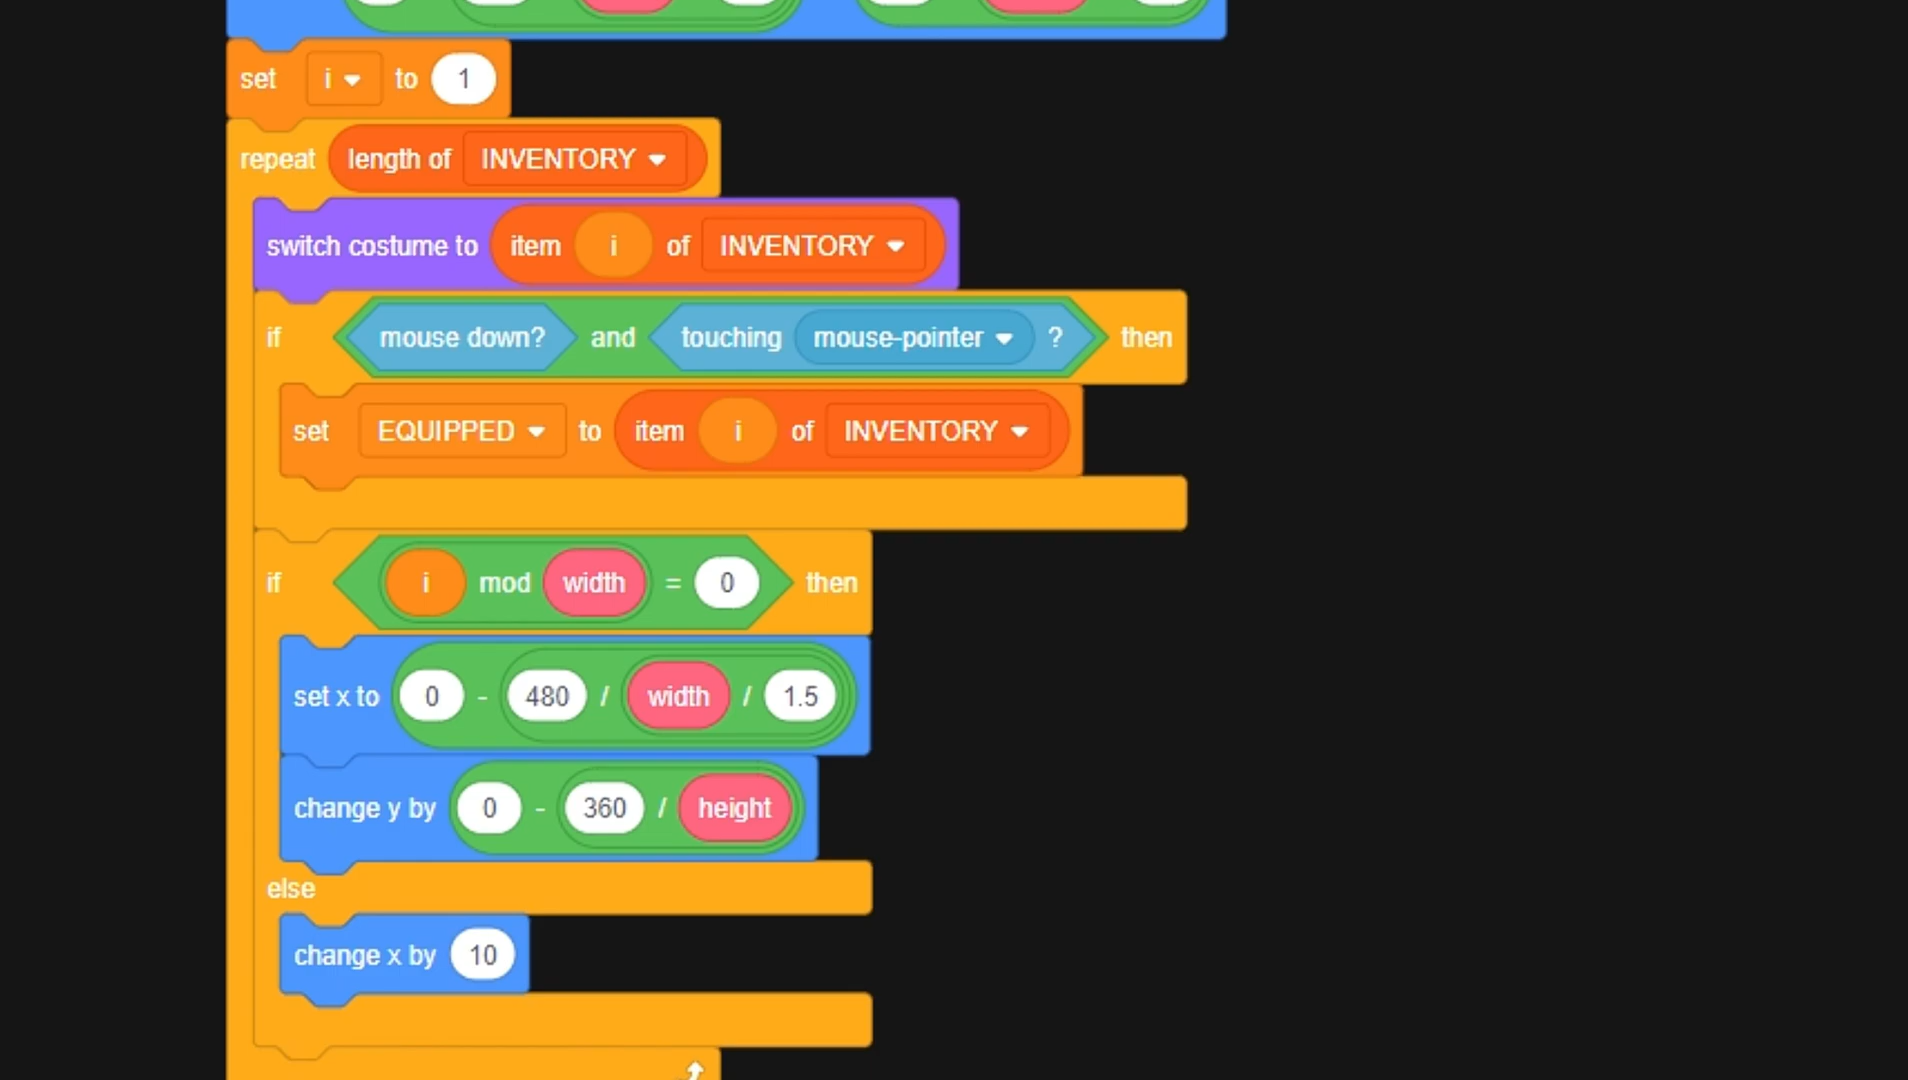 set i to 1
repeat length of INVENTORY
switch costume to item i of INVENTORY
if mouse down? and touching mouse-pointer ? then
set EQUIPPED to item i of INVENTORY
if i mod width = 0 then
set x to 0 - 480 / width / 1.5
change y by 0 - 360 / height
else
change x by 10